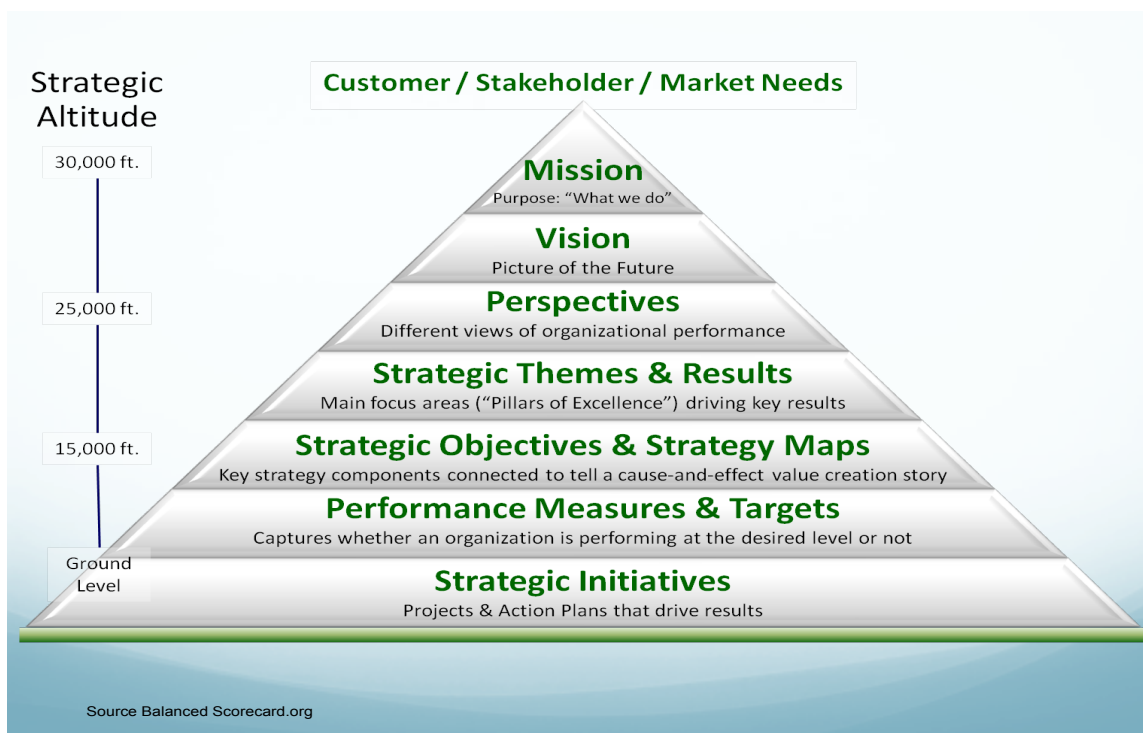 Strategic
Altitude
30,000 ft.
25,000 ft.
15,000 ft.
Ground
Level
Customer / Stakeholder / Market Needs
Mission
Purpose: “What we do”
Vision
Picture of the Future
Perspectives
Different views of organizational performance
Strategic Themes & Results
Main focus areas (“Pillars of Excellence”) driving key results
Strategic Objectives & Strategy Maps
Key strategy components connected to tell a cause-and-effect value creation story
Performance Measures & Targets
Captures whether an organization is performing at the desired level or not
Strategic Initiatives
Projects & Action Plans that drive results
Source Balanced Scorecard.org